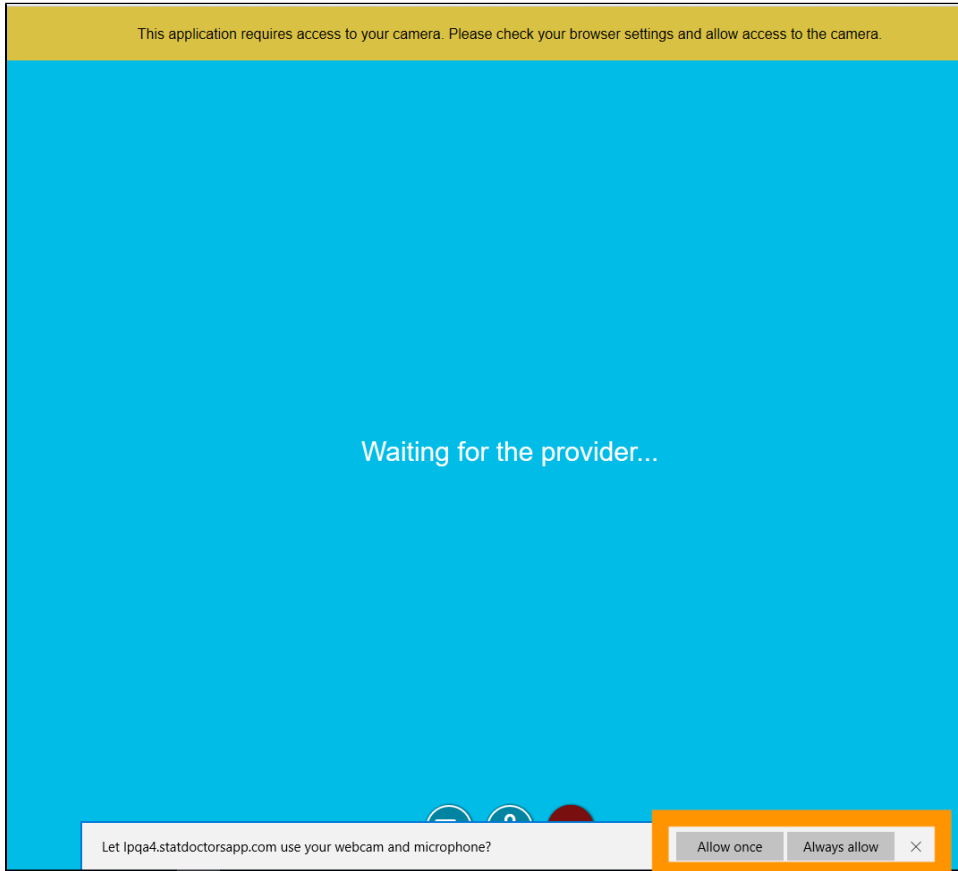 This application requires access to your camera. Please check your browser settings and allow access to the camera.
Waiting for the provider...
Let lpqa4.statdoctorsapp.com use your webcam and microphone?
Allow once
Always allow